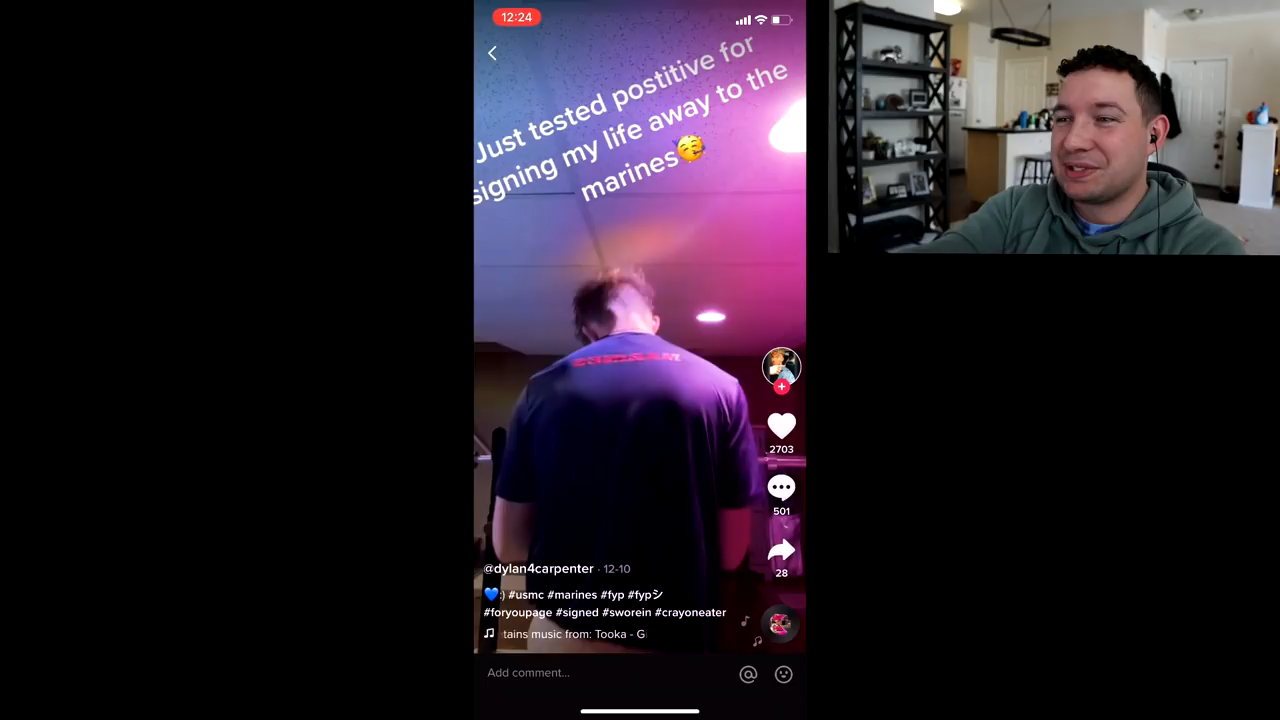 12:24
Just tested postitive for
signing my life away to the
marines🥳
2703
501
28
@dylan4carpenter · 12-10
💙:) #usmc #marines #fyp #fypシ
#foryoupage #signed #sworein #crayoneater
tains music from: Tooka - G
Add comment...